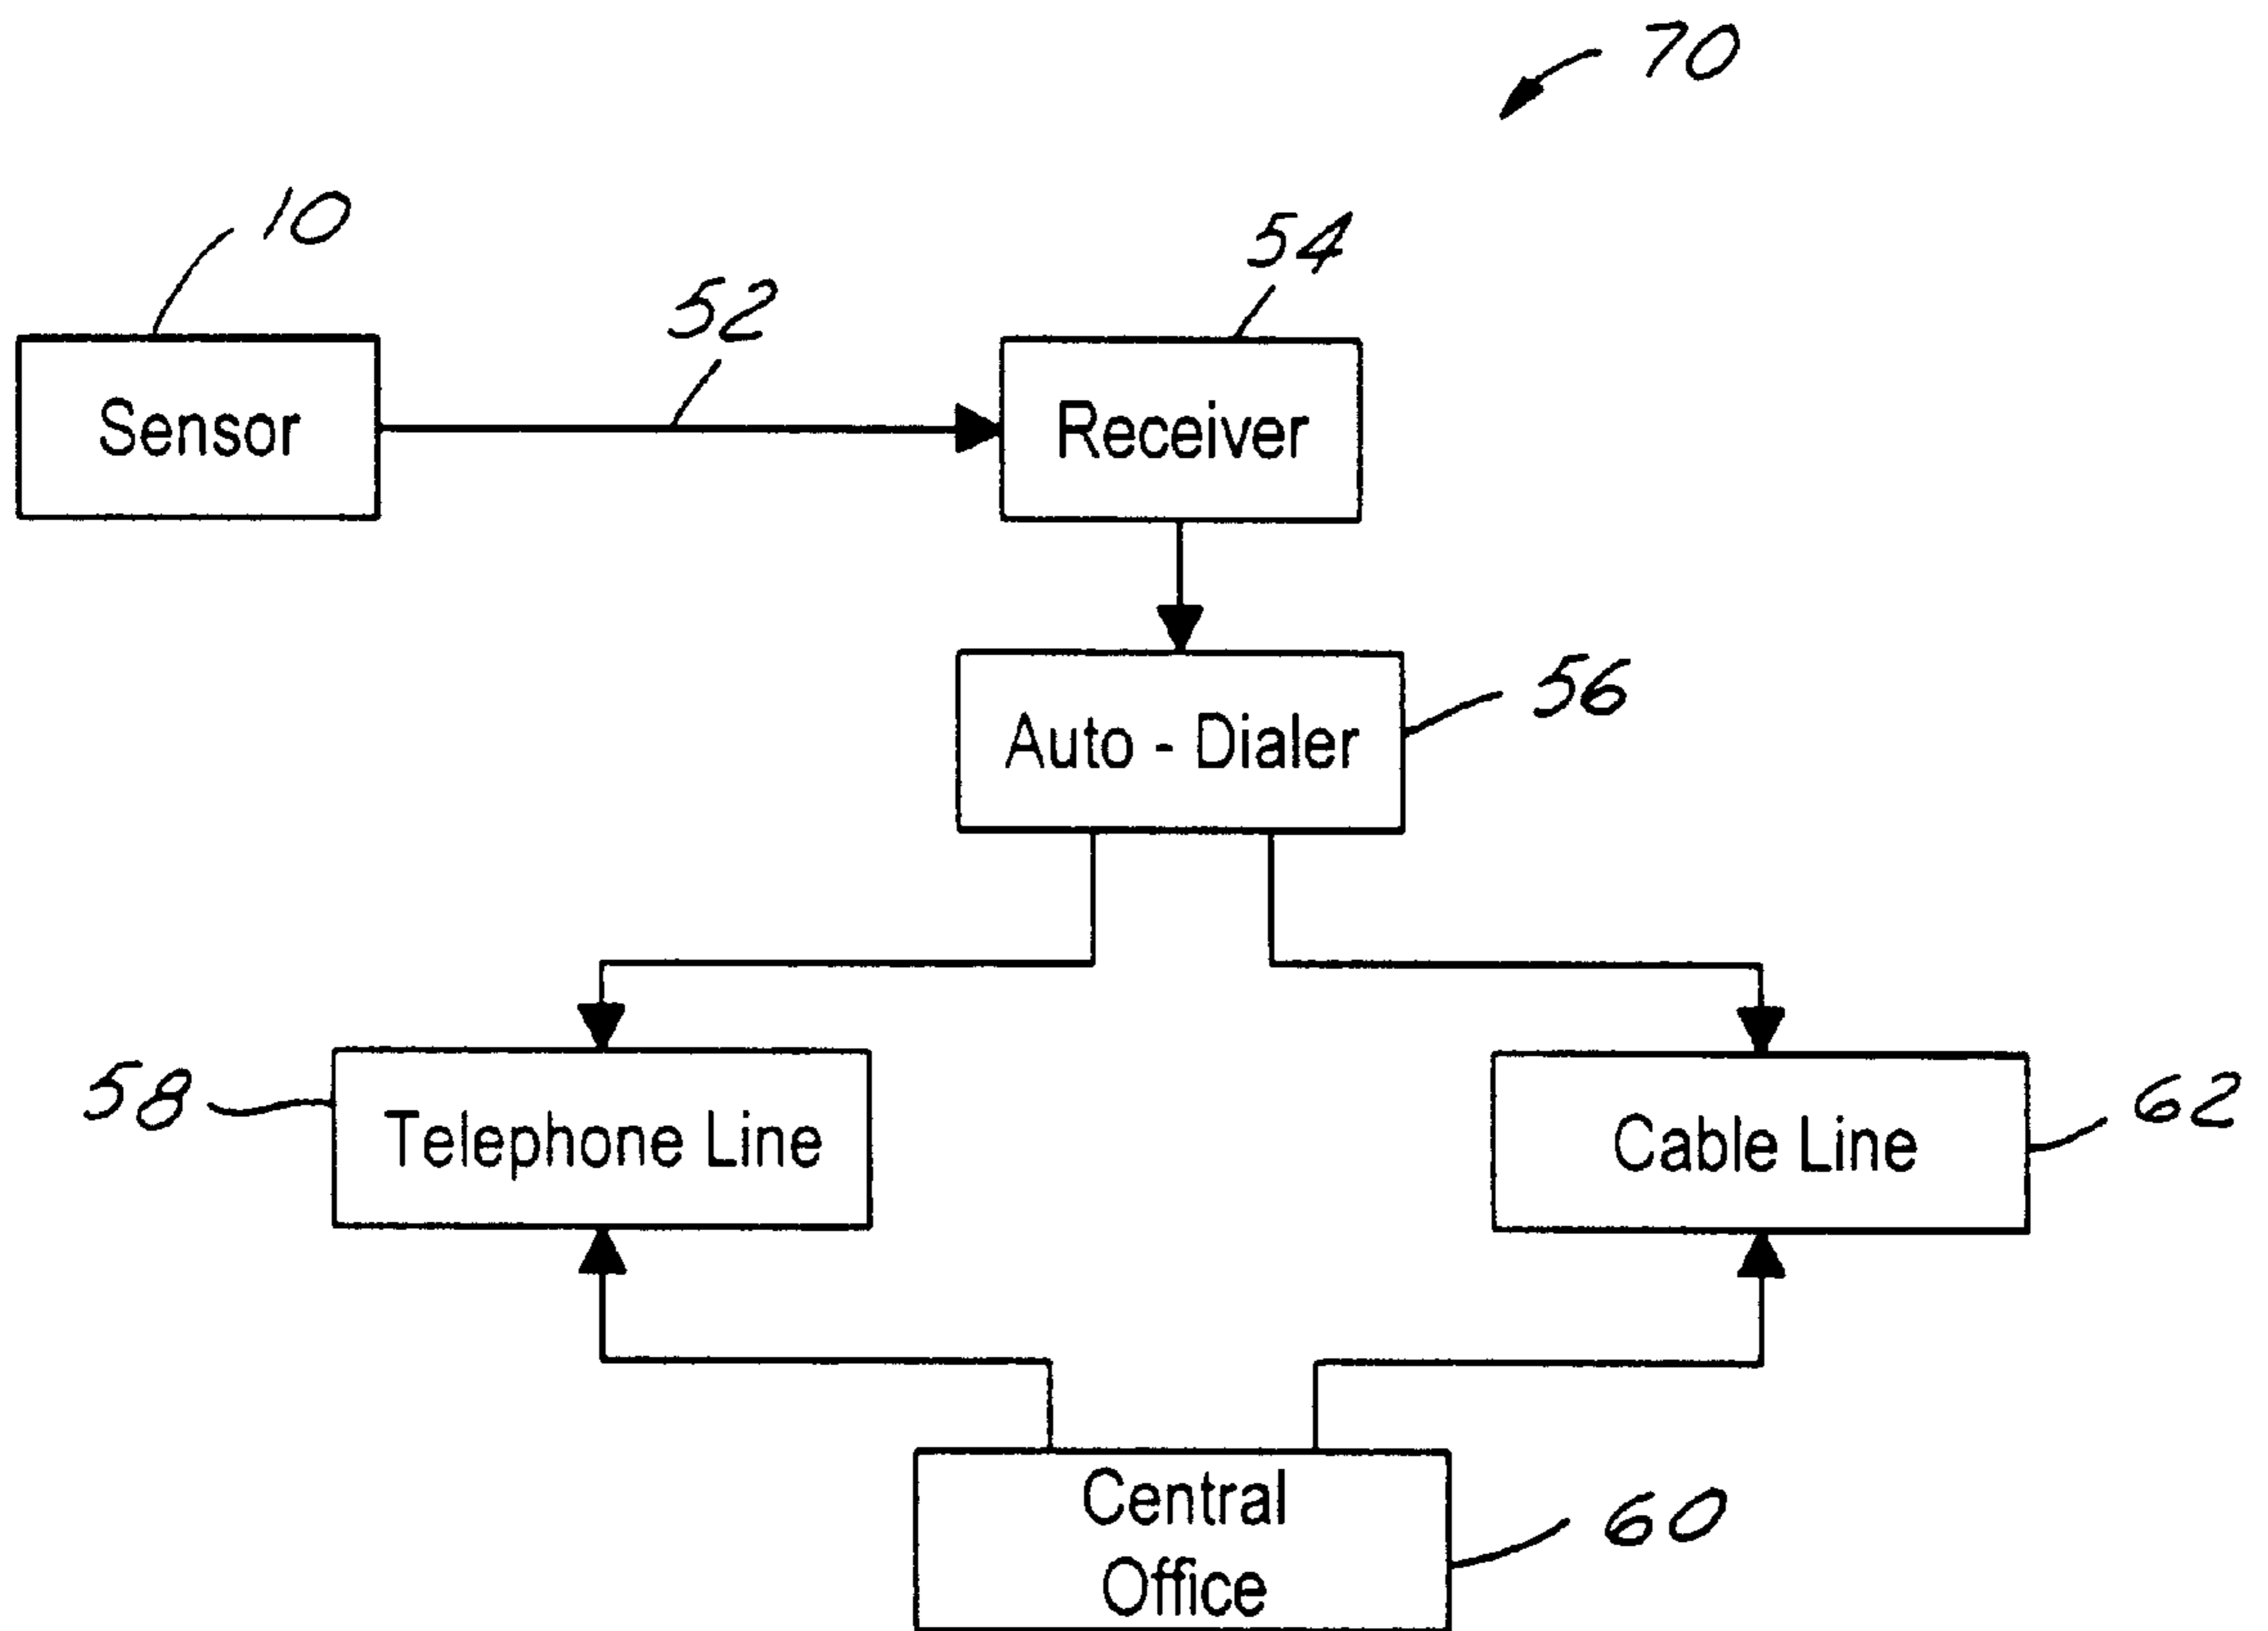 70
10
54
52
Sensor
Receiver
56
Auto - Dialer
58
62
Telephone Line
Cable Line
Central
Office
60